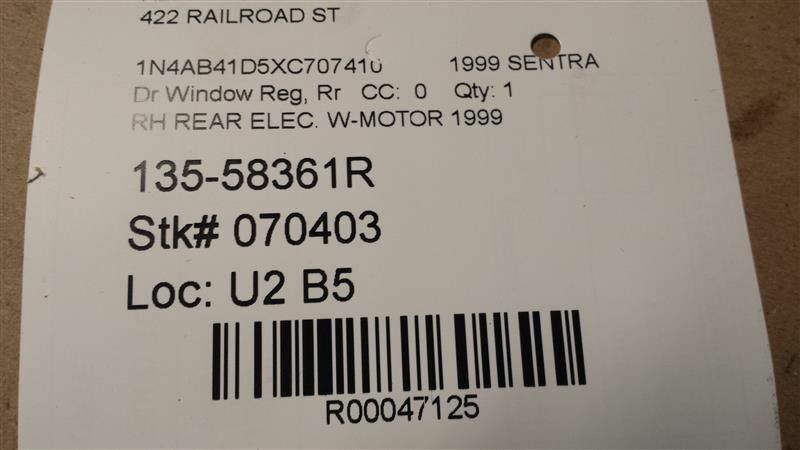 422 RAILROAD ST
1N4AB41D5XC707410 1999 SENTRA
Dr Window Reg, Rr CC: 0 Qty: 1
RH REAR ELEC. W-MOTOR 1999
135-58361R
Stk# 070403
Loc: U2 B5
R00047125